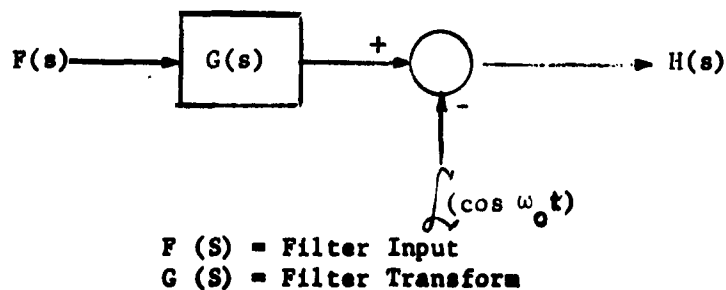 F(s) G(s) + H(s)
-
ℒ(cos ω₀t)
F (S) = Filter Input
G (S) = Filter Transform